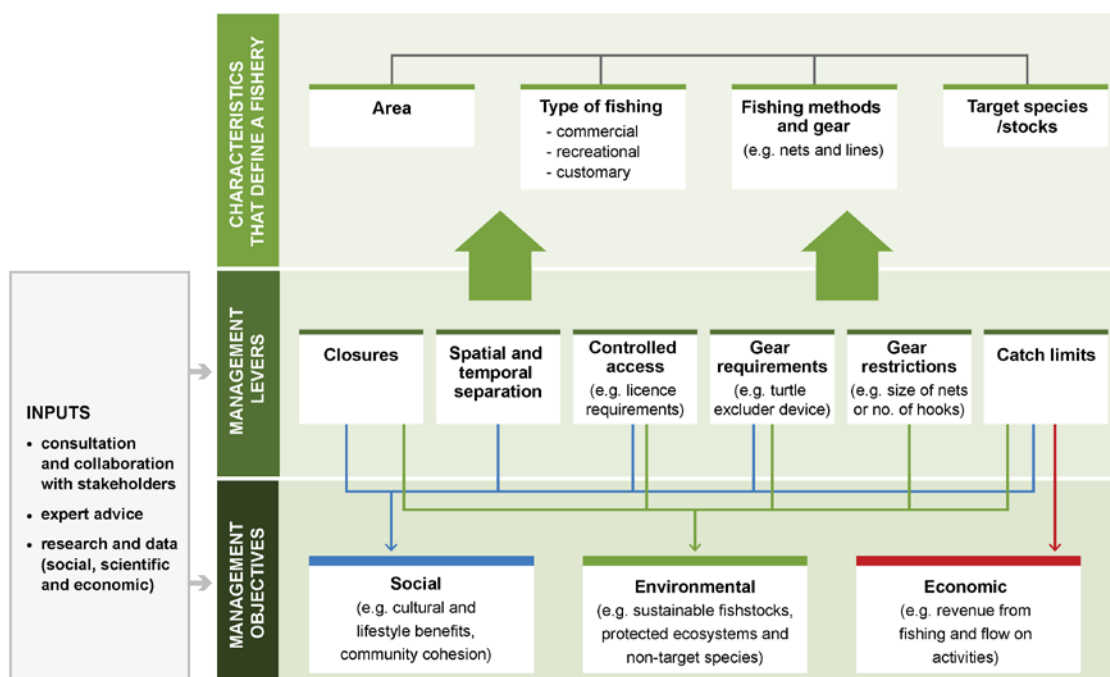 CHARACTERISTICS
THAT DEFINE A FISHERY
Area
Type of fishing
- commercial
- recreational
- customary
Fishing methods
and gear
(e.g. nets and lines)
Target species
/stocks
MANAGEMENT
LEVERS
Closures
Spatial and
temporal
separation
Controlled
access
(e.g. licence
requirements)
Gear
requirements
(e.g. turtle
excluder device)
Gear
restrictions
(e.g. size of nets
or no. of hooks)
Catch limits
INPUTS
• consultation
and collaboration
with stakeholders
• expert advice
• research and data
(social, scientific
and economic)
MANAGEMENT
OBJECTIVES
Social
(e.g. cultural and
lifestyle benefits,
community cohesion)
Environmental
(e.g. sustainable fishstocks,
protected ecosystems and
non-target species)
Economic
(e.g. revenue from
fishing and flow on
activities)